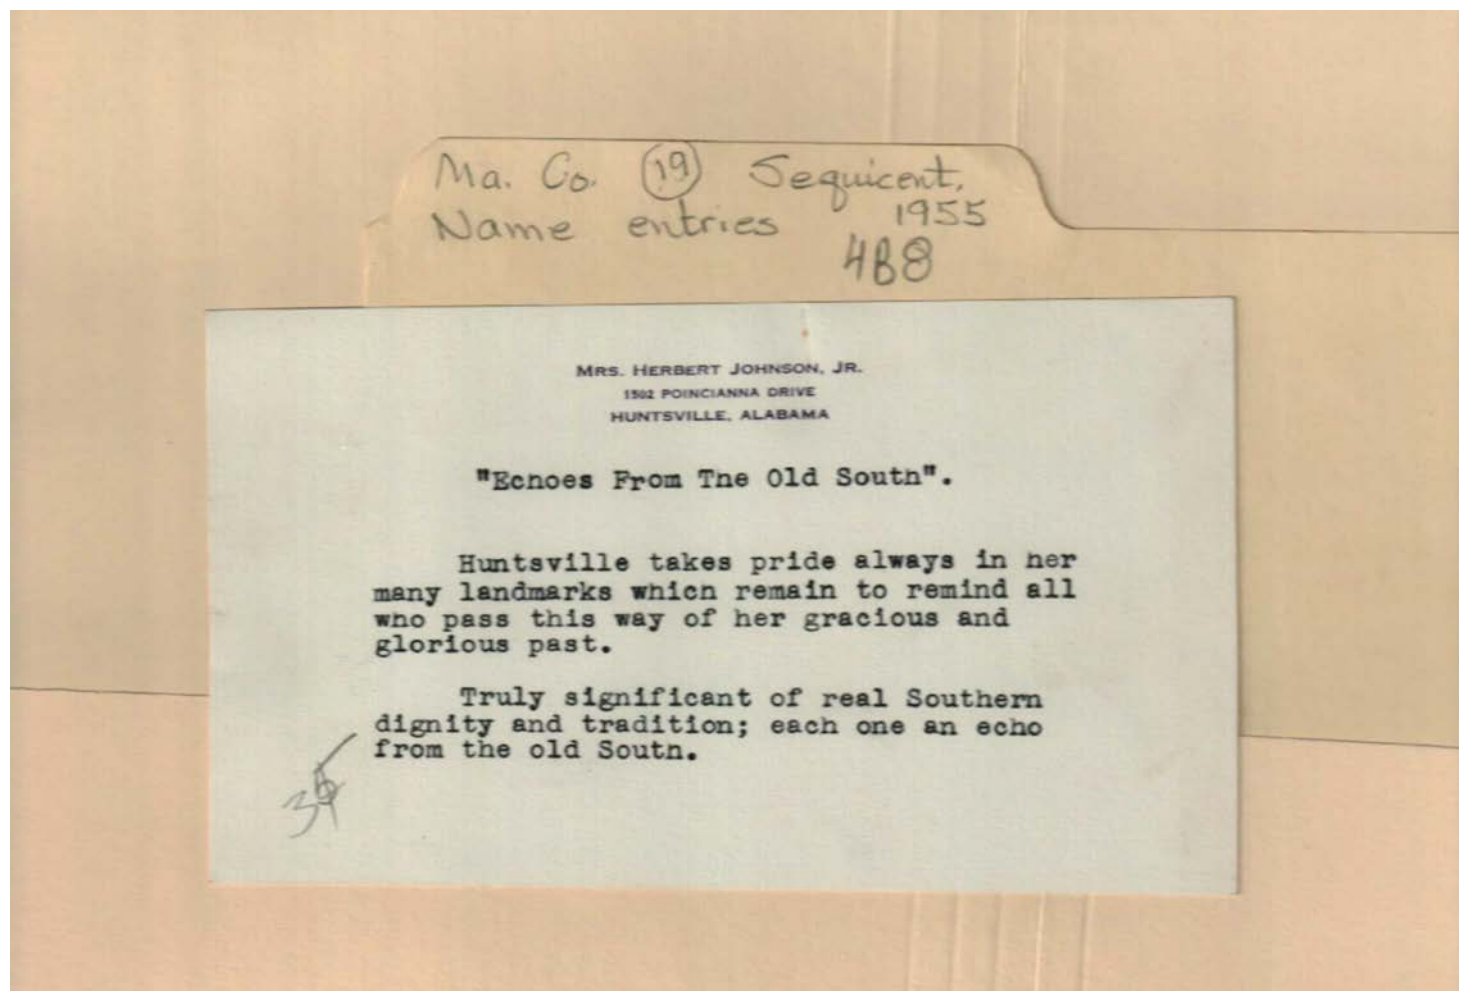 Ma. Co. 19 Sequicent.
Name entries 1955
4B8
MRS. HERBERT JOHNSON, JR.
1502 POINCIANNA DRIVE
HUNTSVILLE, ALABAMA
"Echoes From The Old South".
Huntsville takes pride always in her
many landmarks which remain to remind all
who pass this way of her gracious and
glorious past.
Truly significant of real Southern
dignity and tradition; each one an echo
from the old South.